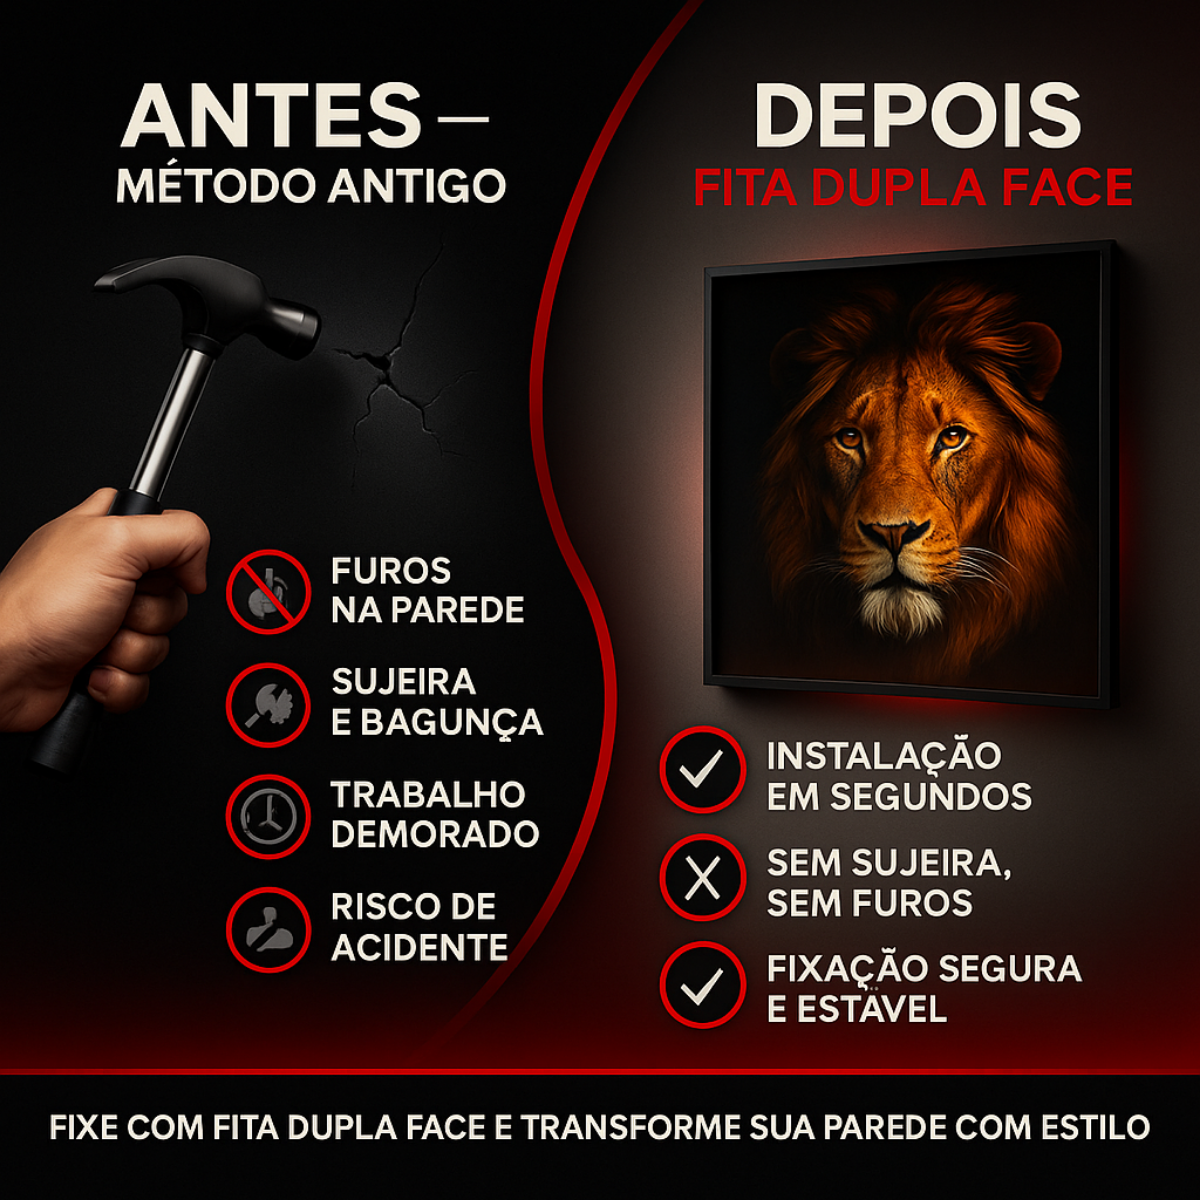 ANTES —
MÉTODO ANTIGO
FUROS
NA PAREDE
SUJEIRA
E BAGUNÇA
TRABALHO
DEMORADO
RISCO DE
ACIDENTE
DEPOIS
FITA DUPLA FACE
INSTALAÇÃO
EM SEGUNDOS
SEM SUJEIRA,
SEM FUROS
FIXAÇÃO SEGURA
E ESTÄVEL
FIXE COM FITA DUPLA FACE E TRANSFORME SUA PAREDE COM ESTILO